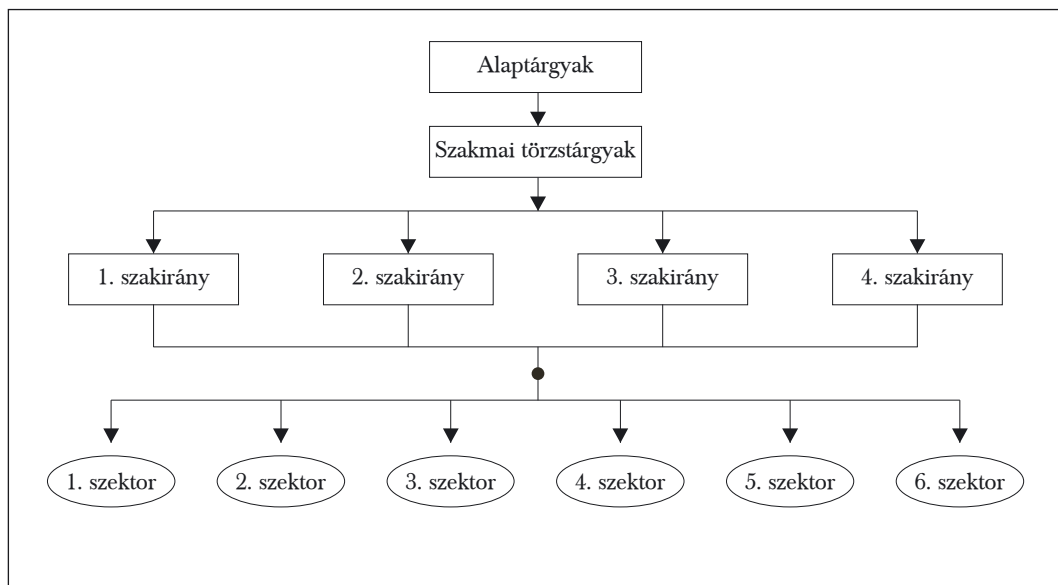 Alaptárgyak
Szakmai törzstárgyak
1. szakirány
2. szakirány
3. szakirány
4. szakirány
1. szektor
2. szektor
3. szektor
4. szektor
5. szektor
6. szektor